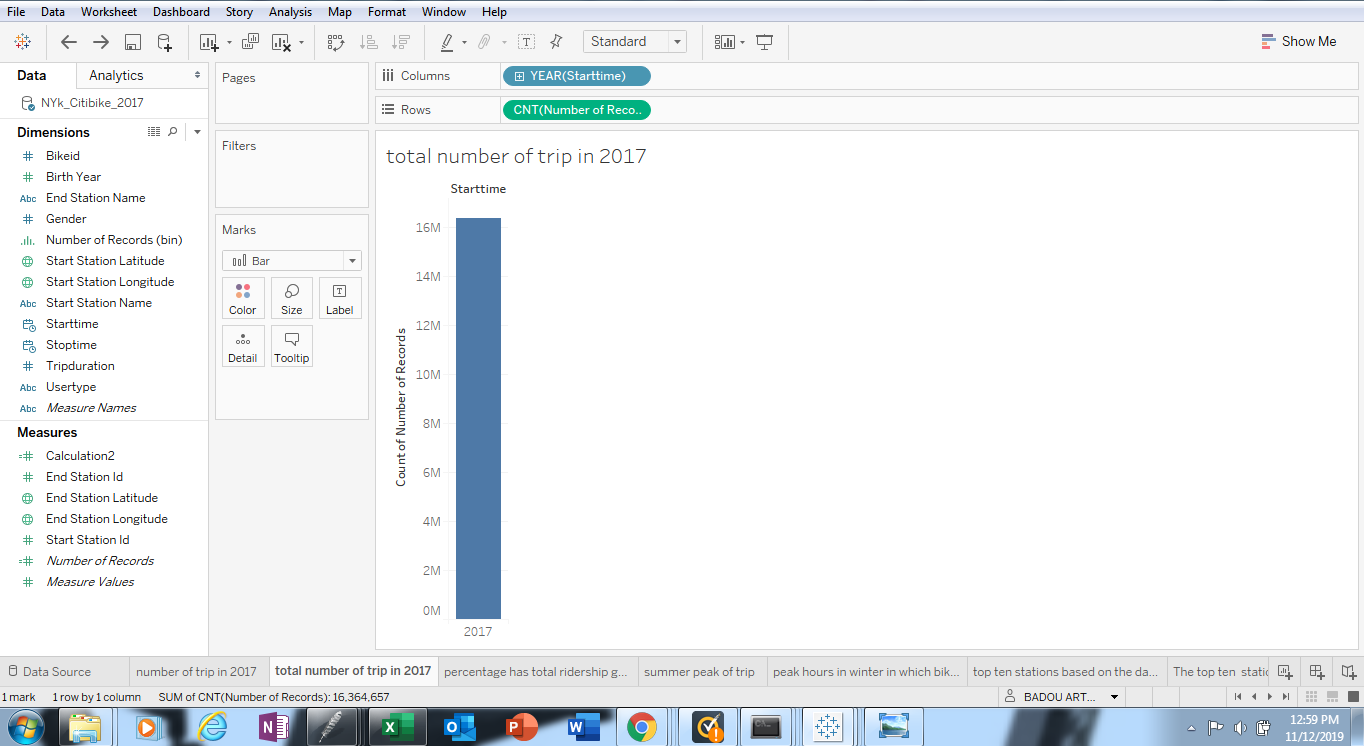 File Data Worksheet Dashboard Story Analysis Map Format Window Help
Standard
Show Me
Data Analytics
NYk_Citibike_2017
Dimensions
Bikeid
Birth Year
Abc End Station Name
Gender
Number of Records (bin)
Start Station Latitude
Start Station Longitude
Abc Start Station Name
Starttime
Stoptime
Tripduration
Abc Usertype
Abc Measure Names
Measures
Calculation2
End Station Id
End Station Latitude
End Station Longitude
Start Station Id
Number of Records
Measure Values
Pages
Filters
Marks
Bar
Color Size Label
Detail Tooltip
Columns YEAR(Starttime)
Rows CNT(Number of Reco..
total number of trip in 2017
Starttime
Count of Number of Records
16M
14M
12M
10M
8M
6M
4M
2M
0M
2017
Data Source number of trip in 2017 total number of trip in 2017 percentage has total ridership g... summer peak of trip peak hours in winter in which bik... top ten stations based on the da... The top ten static
1 mark 1 row by 1 column SUM of CNT(Number of Records): 16,364,657 BADOU ART...
12:59 PM
11/12/2019